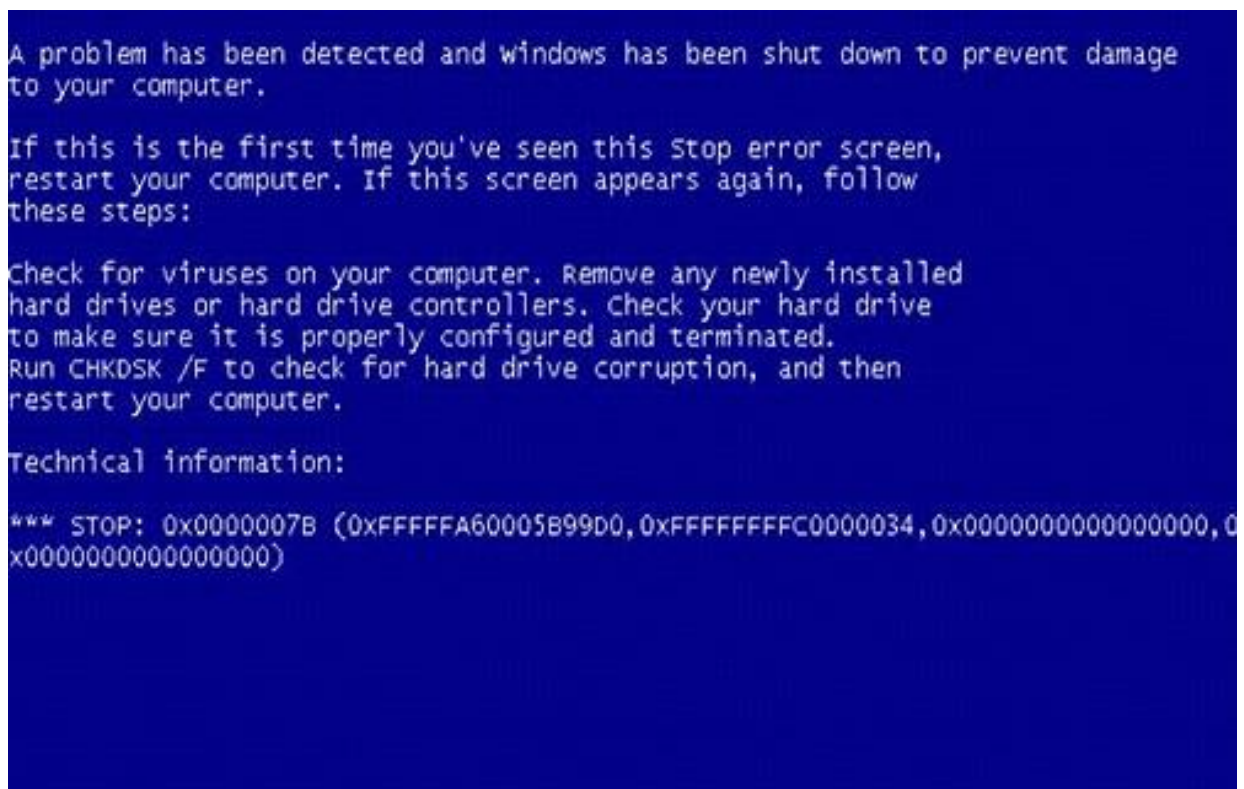 A problem has been detected and Windows has been shut down to prevent damage
to your computer.
If this is the first time you've seen this Stop error screen,
restart your computer. If this screen appears again, follow
these steps:
Check for viruses on your computer. Remove any newly installed
hard drives or hard drive controllers. Check your hard drive
to make sure it is properly configured and terminated.
Run CHKDSK /F to check for hard drive corruption, and then
restart your computer.
Technical information:
*** STOP: 0x0000007B (0xFFFFFA60005B99D0,0xFFFFFFFFC0000034,0x0000000000000000,0
x0000000000000000)